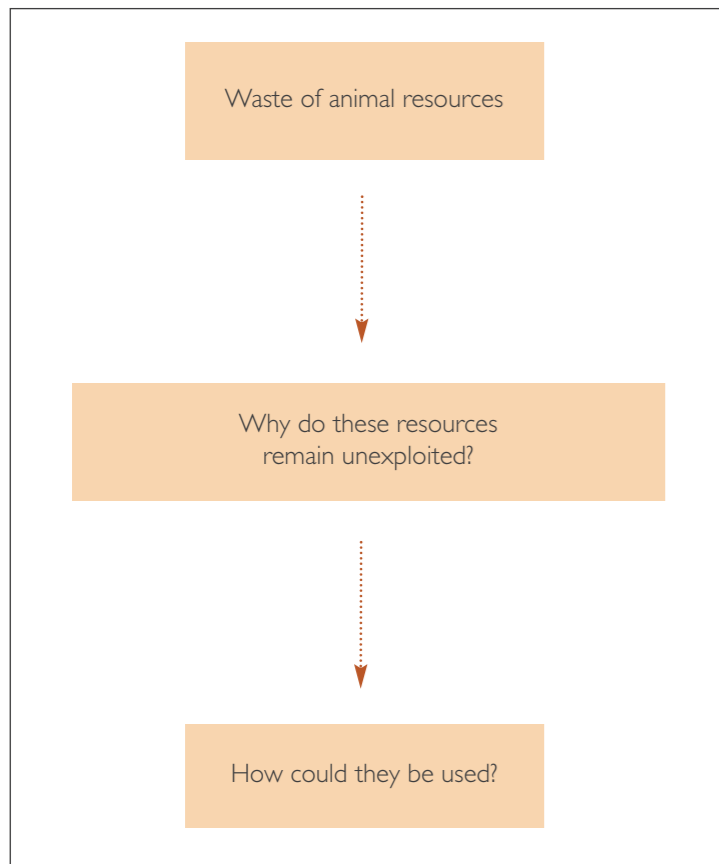 Waste of animal resources
Why do these resources
remain unexploited?
How could they be used?